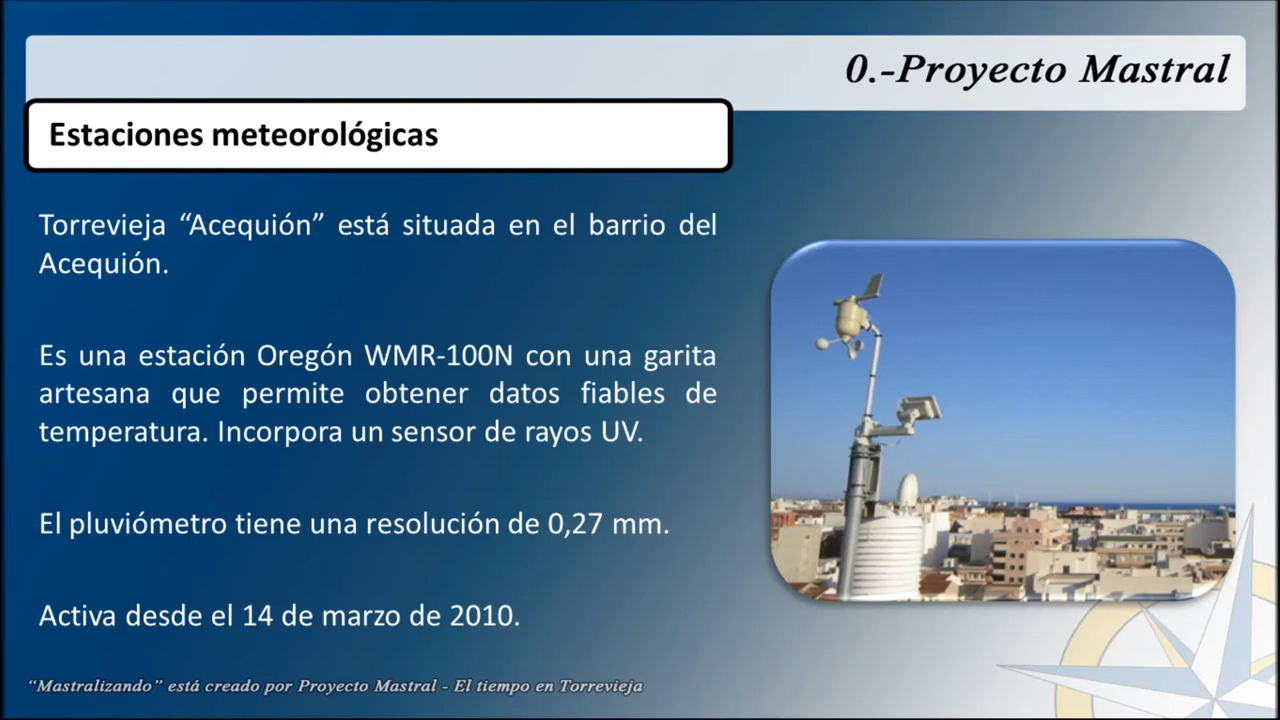 0.-Proyecto Mastral
Estaciones meteorológicas
Torrevieja “Acequión” está situada en el barrio del
Acequión.
Es una estación Oregón WMR-100N con una garita
artesana que permite obtener datos fiables de
temperatura. Incorpora un sensor de rayos UV.
El pluviómetro tiene una resolución de 0,27 mm.
Activa desde el 14 de marzo de 2010.
“Mastralizando” está creado por Proyecto Mastral - El tiempo en Torrevieja